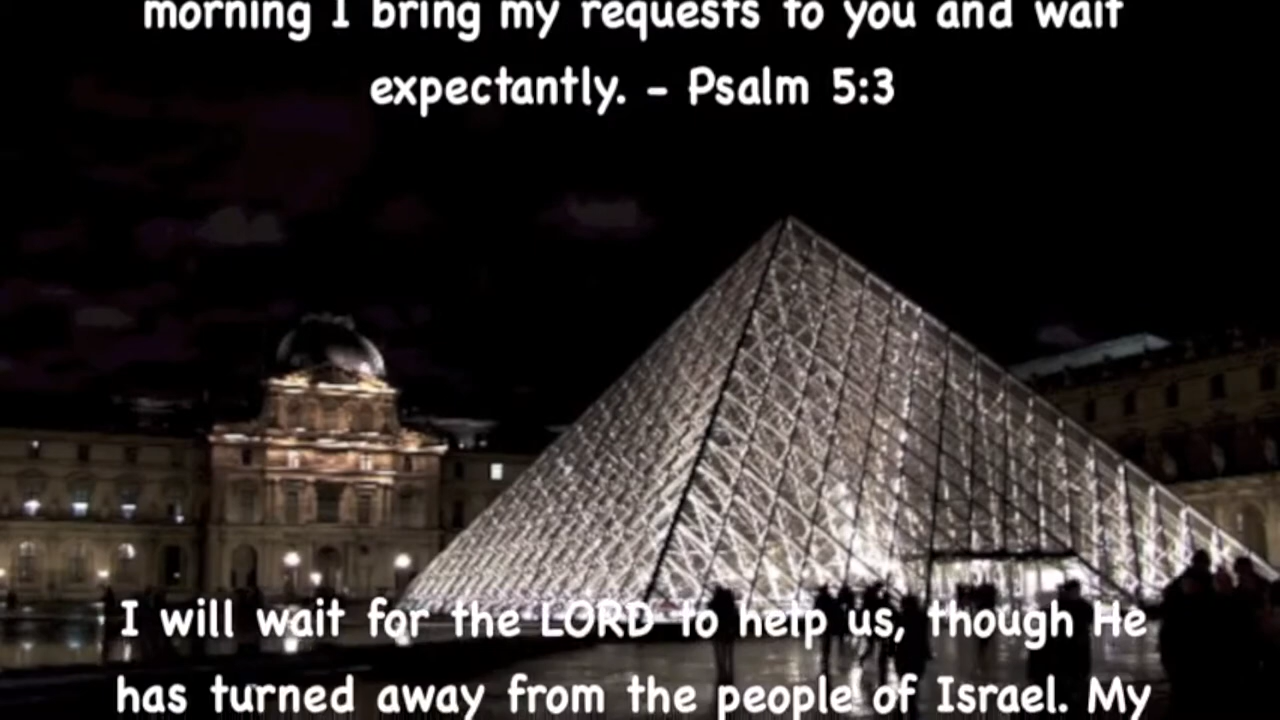 morning I bring my requests to you and wait
expectantly. - Psalm 5:3
I will wait for the LORD to help us, though He
has turned away from the people of Israel. My